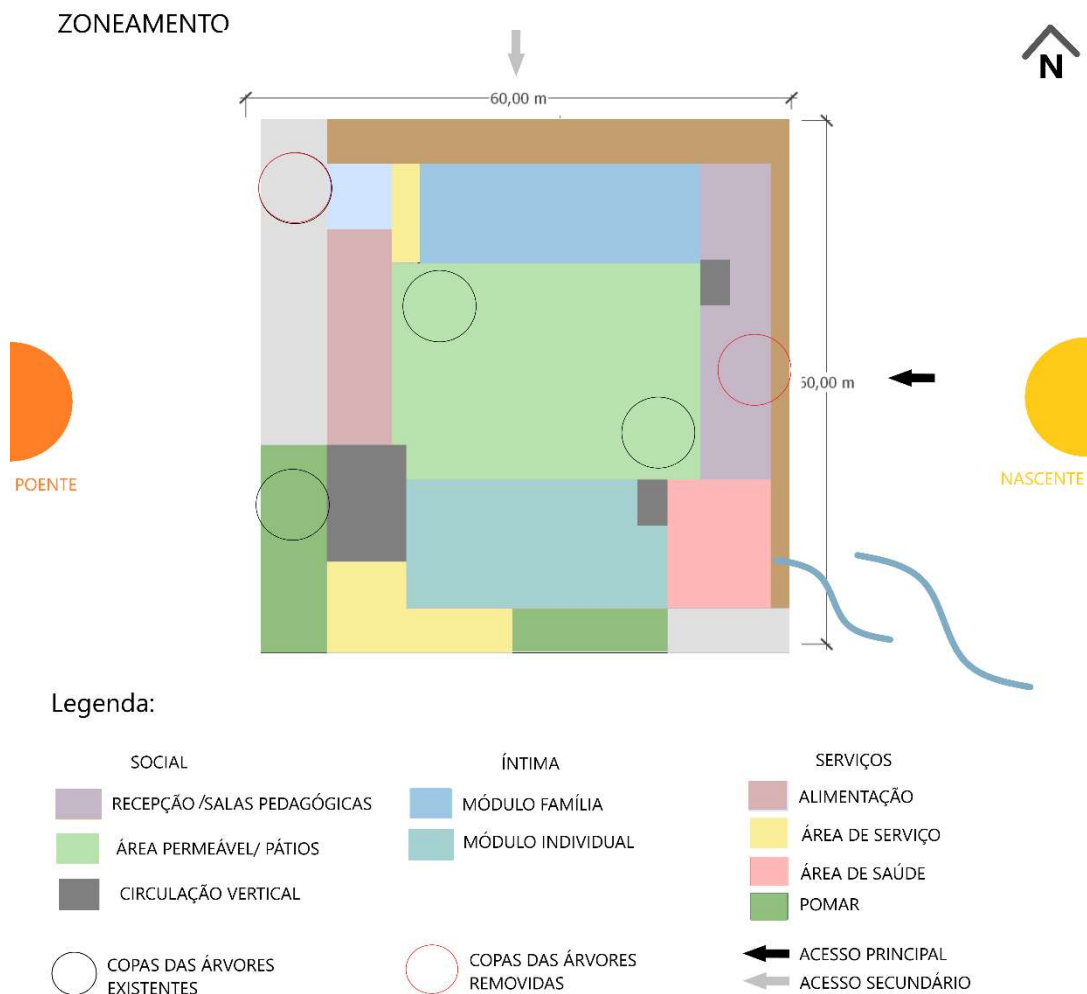 ZONEAMENTO
N
60,00 m
60,00 m
POENTE
NASCENTE
Legenda:
SOCIAL
RECEPÇÃO /SALAS PEDAGÓGICAS
ÁREA PERMEÁVEL/ PÁTIOS
CIRCULAÇÃO VERTICAL
ÍNTIMA
MÓDULO FAMÍLIA
MÓDULO INDIVIDUAL
SERVIÇOS
ALIMENTAÇÃO
ÁREA DE SERVIÇO
ÁREA DE SAÚDE
POMAR
COPAS DAS ÁRVORES
EXISTENTES
COPAS DAS ÁRVORES
REMOVIDAS
ACESSO PRINCIPAL
ACESSO SECUNDÁRIO